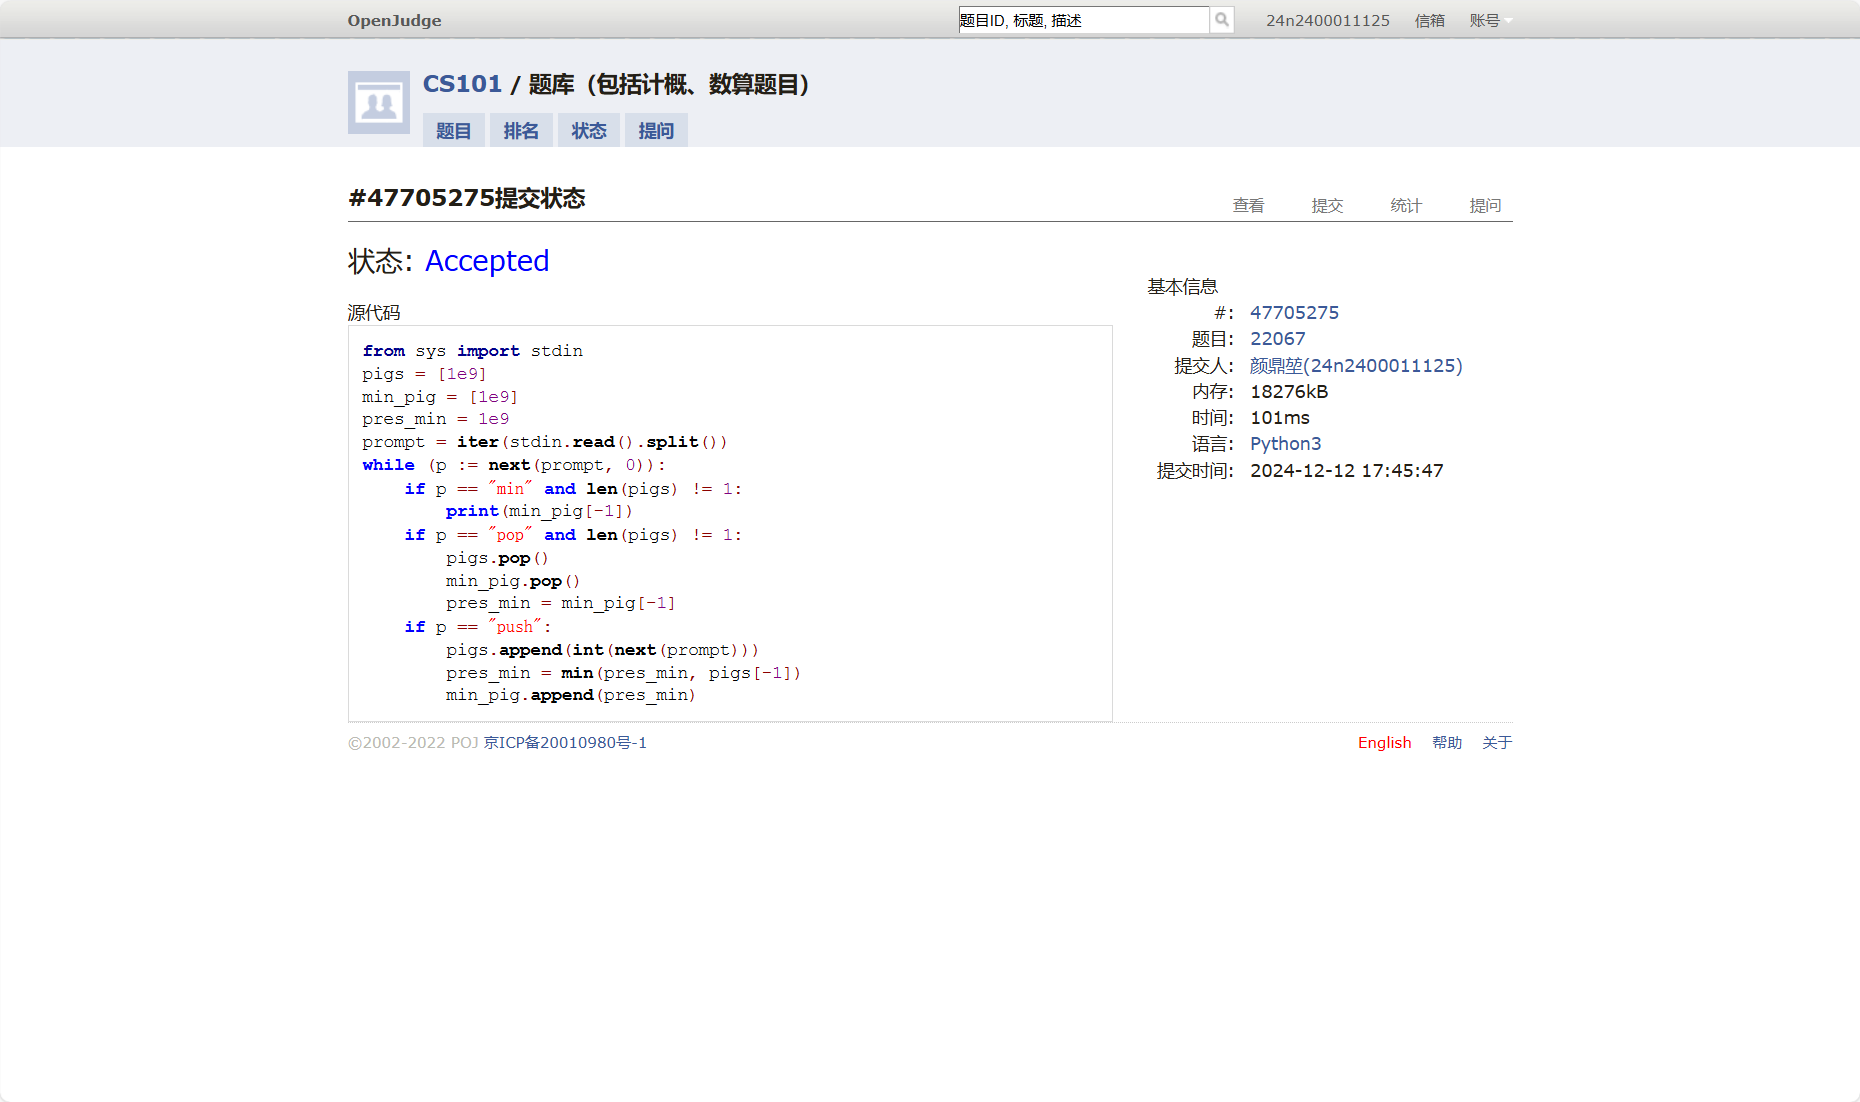 OpenJudge
题目ID, 标题, 描述
24n2400011125 信箱 账号
CS101 / 题库（包括计概、数算题目）
题目 排名 状态 提问
#47705275提交状态
查看 提交 统计 提问
状态: Accepted
源代码
from sys import stdin
pigs = [1e9]
min_pig = [1e9]
pres_min = 1e9
prompt = iter(stdin.read().split())
while (p := next(prompt, 0)):
    if p == "min" and len(pigs) != 1:
        print(min_pig[-1])
    if p == "pop" and len(pigs) != 1:
        pigs.pop()
        min_pig.pop()
        pres_min = min_pig[-1]
    if p == "push":
        pigs.append(int(next(prompt)))
        pres_min = min(pres_min, pigs[-1])
        min_pig.append(pres_min)
基本信息
#: 47705275
题目: 22067
提交人: 颜鼎堃(24n2400011125)
内存: 18276kB
时间: 101ms
语言: Python3
提交时间: 2024-12-12 17:45:47
©2002-2022 POJ 京ICP备20010980号-1
English 帮助 关于